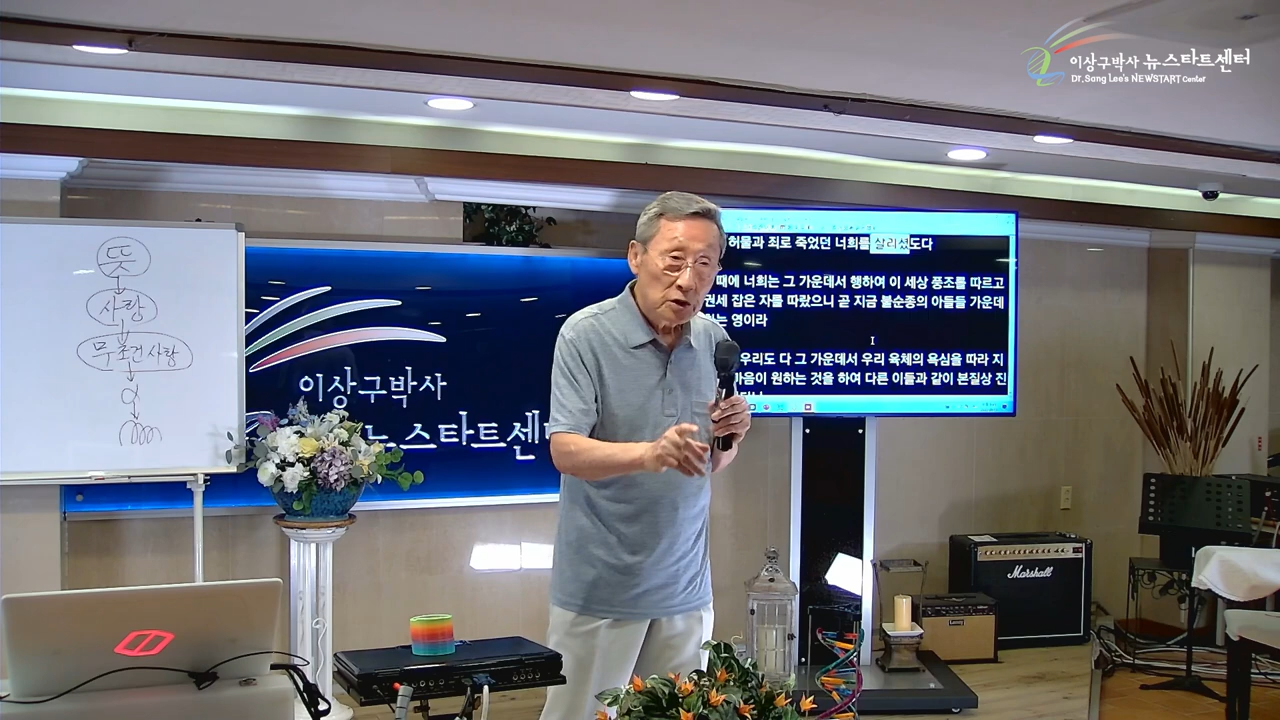 이상구박사 뉴스타트센터
Dr. Sang Lee's NEWSTART Center
뜻
사랑
무조건사랑
이상구박사
뉴스타트센
허물과 죄로 죽었던 너희를 살리셨도다
때에 너희는 그 가운데서 행하여 이 세상 풍조를 따르고
권세 잡은 자를 따랐으니 곧 지금 불순종의 아들들 가운데
는 영이라
우리도 다 그 가운데서 우리 육체의 욕심을 따라 지
마음이 원하는 것을 하여 다른 이들과 같이 본질상 진
Marshall
Laney